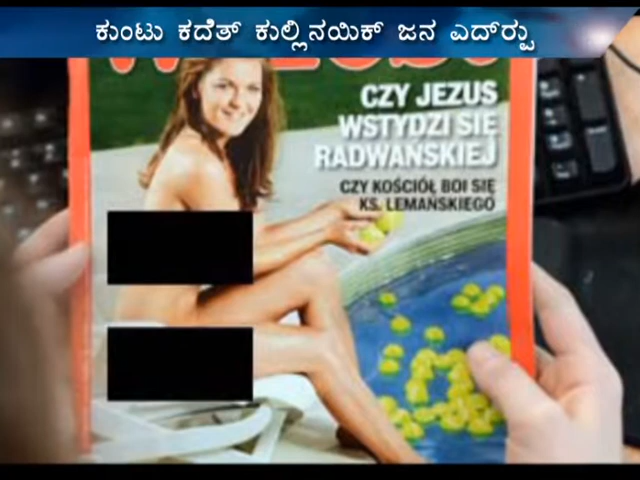 ಕುಂಟು ಕದೆತ್ ಕುಲ್ಲಿನಯಿಕ್ ಜನ ಎದ್‌ರ್‍ಪು
CZY JEZUS
WSTYDZI SIĘ
RADWAŃSKIEJ
CZY KOŚCIÓŁ BOI SIĘ
KS. LEMAŃSKIEGO